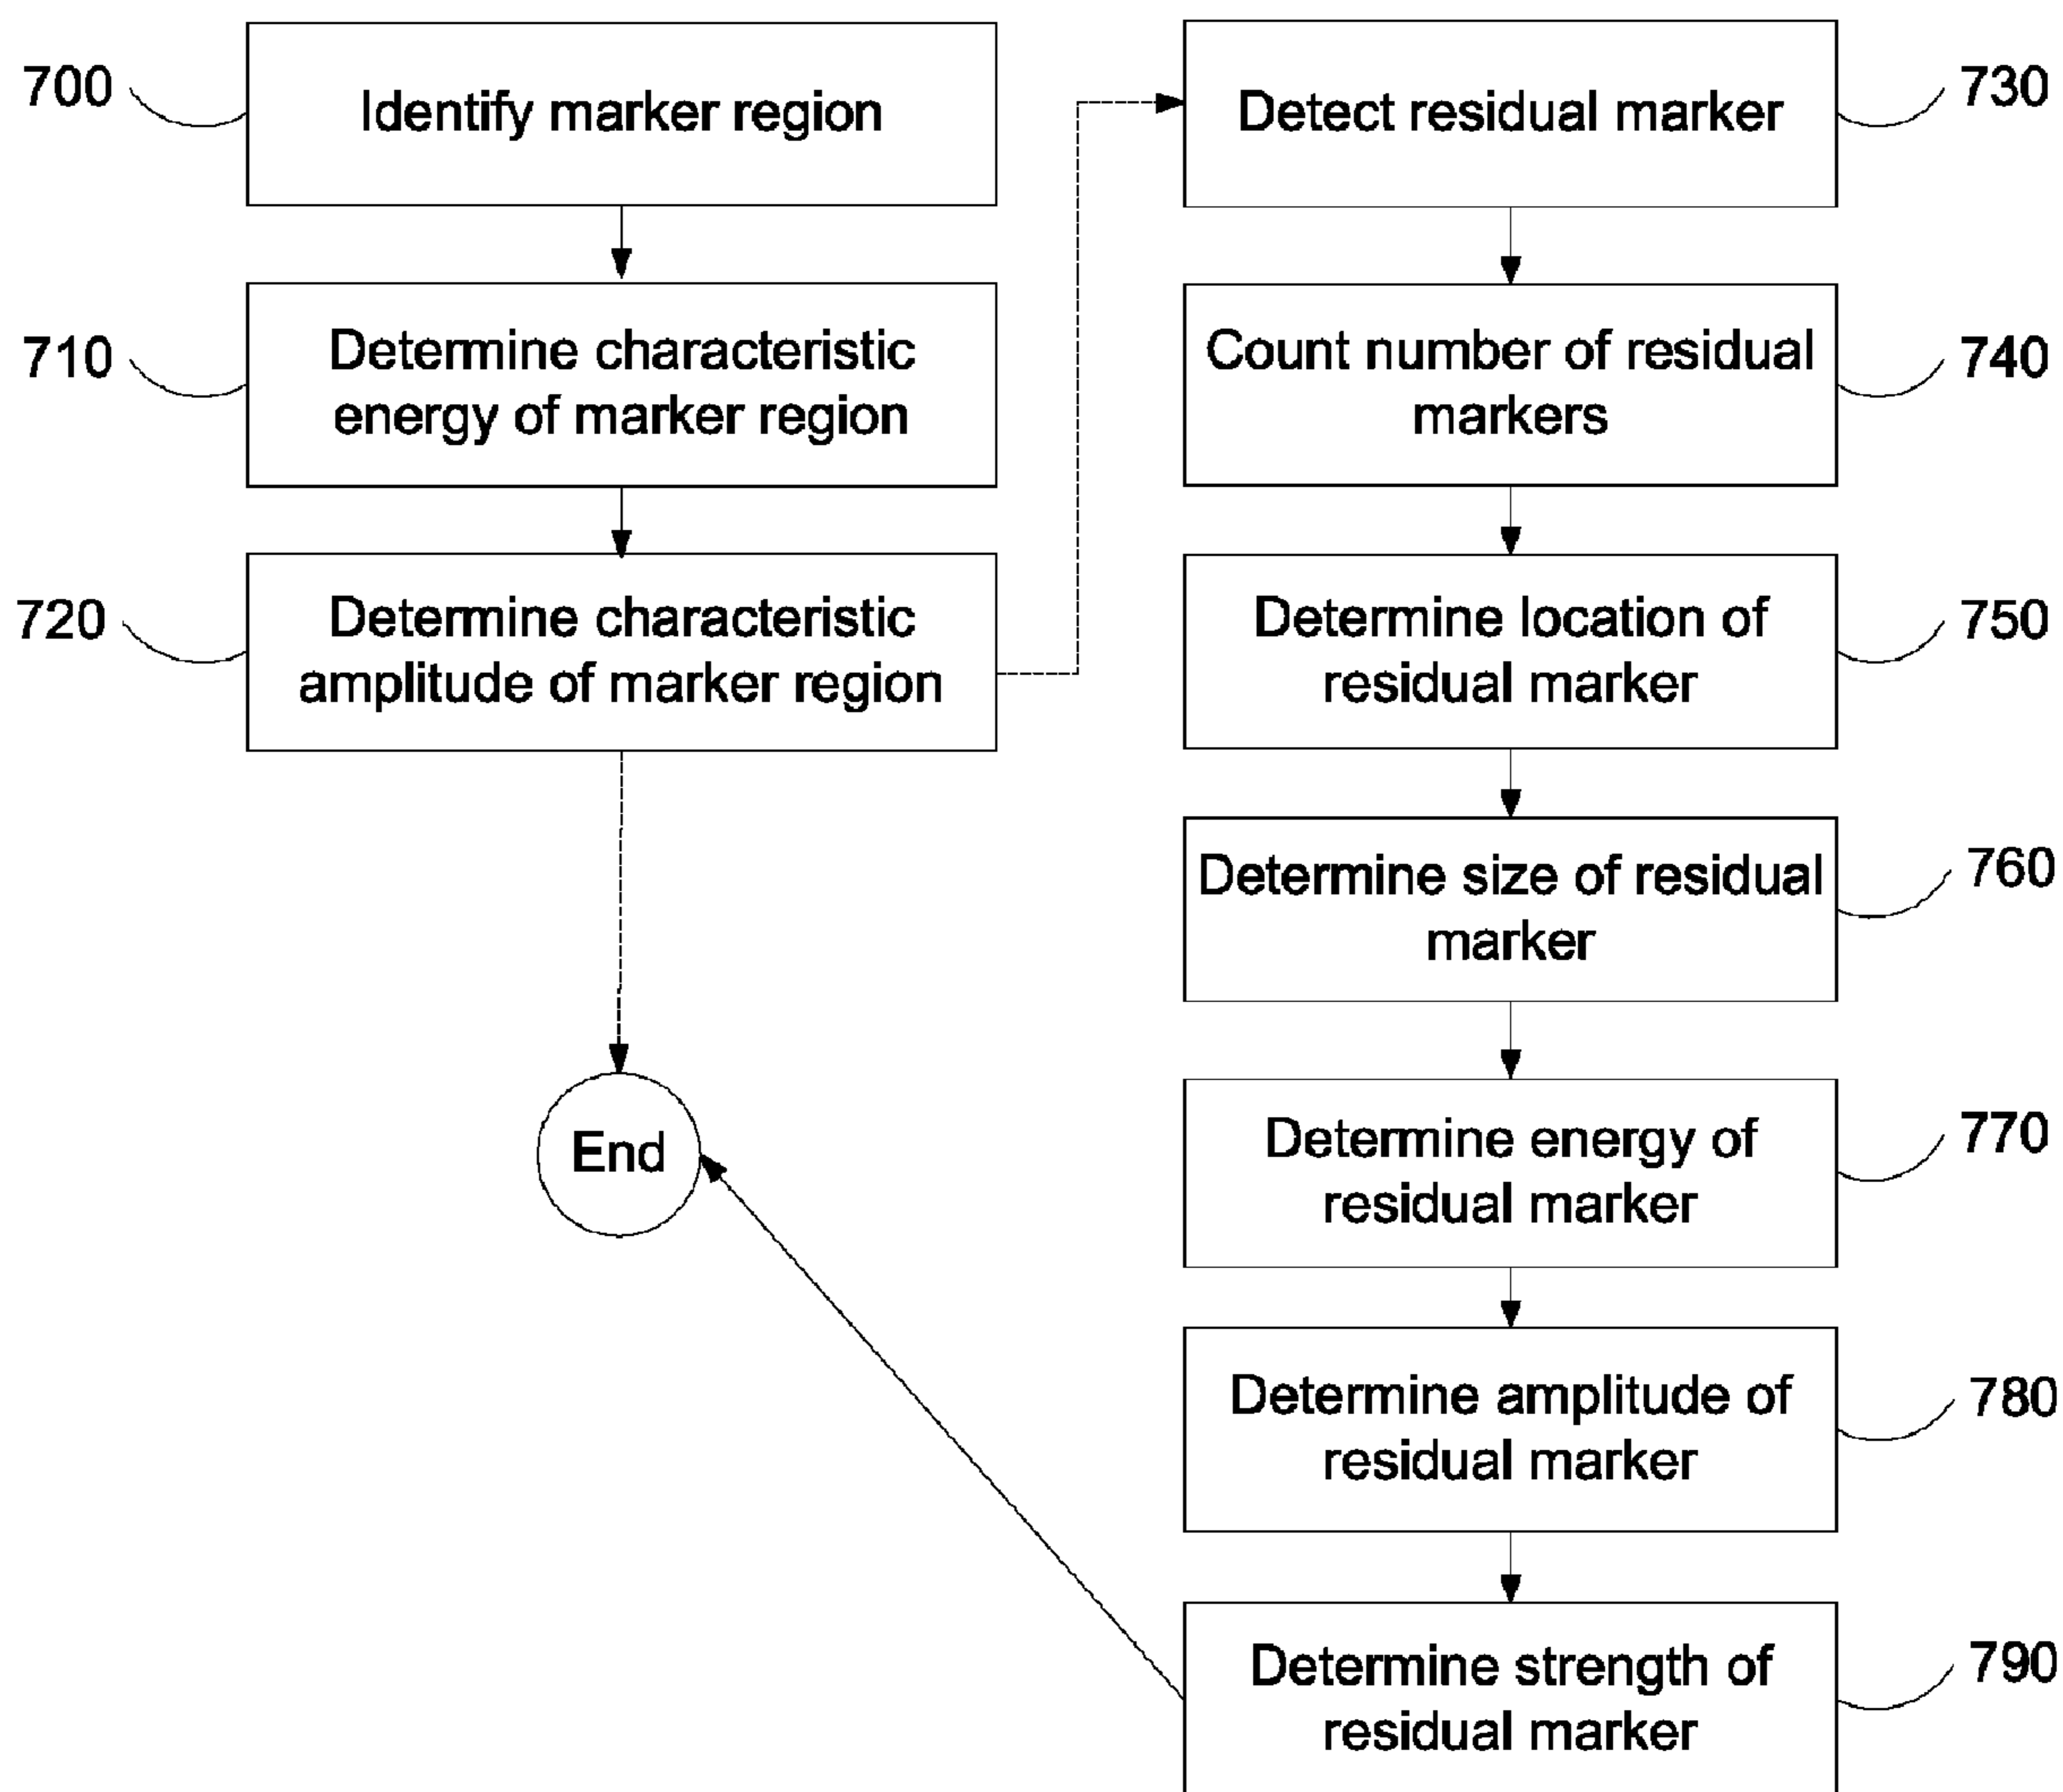 700
Identify marker region
710
Determine characteristic
energy of marker region
720
Determine characteristic
amplitude of marker region
End
730
Detect residual marker
740
Count number of residual
markers
750
Determine location of
residual marker
760
Determine size of residual
marker
770
Determine energy of
residual marker
780
Determine amplitude of
residual marker
790
Determine strength of
residual marker